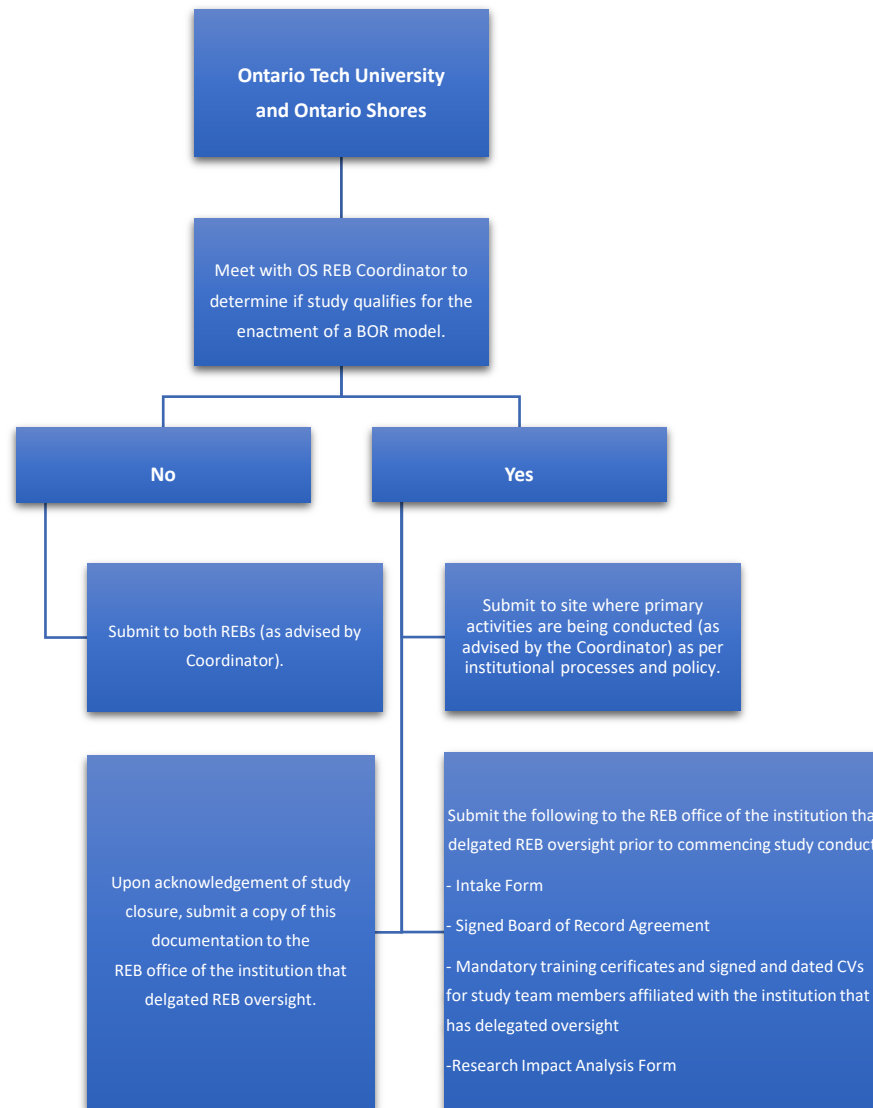 Ontario Tech University
and Ontario Shores
Meet with OS REB Coordinator to
determine if study qualifies for the
enactment of a BOR model.
No
Yes
Submit to both REBs (as advised by
Coordinator).
Submit to site where primary
activities are being conducted (as
advised by the Coordinator) as per
institutional processes and policy.
Upon acknowledgement of study
closure, submit a copy of this
documentation to the
REB office of the institution that
delgated REB oversight.
Submit the following to the REB office of the institution tha
delgated REB oversight prior to commencing study conduct
- Intake Form
- Signed Board of Record Agreement
- Mandatory training cerificates and signed and dated CVs
for study team members affiliated with the institution that
has delegated oversight
-Research Impact Analysis Form